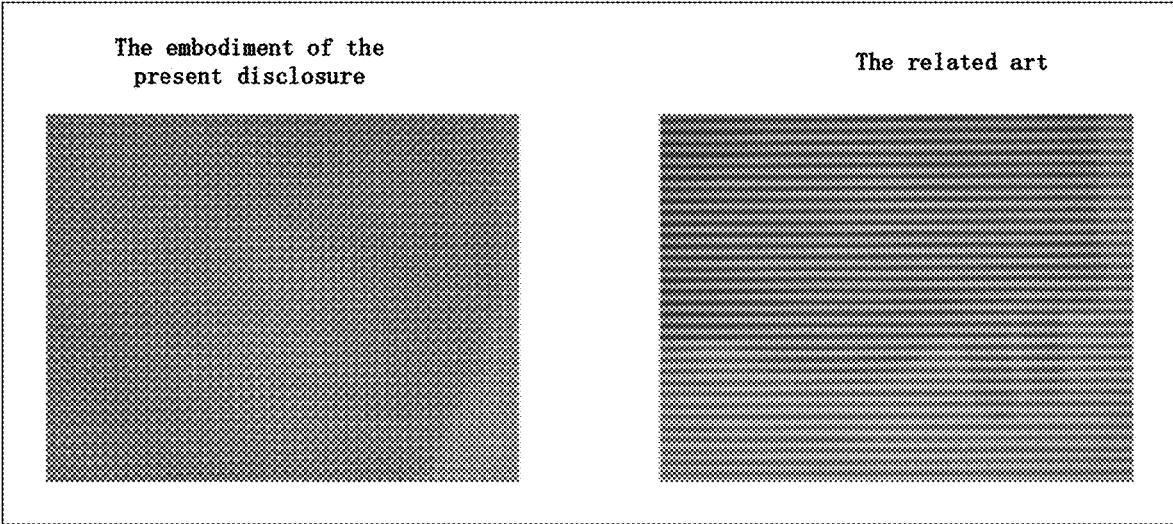 The embodiment of the
present disclosure
The related art